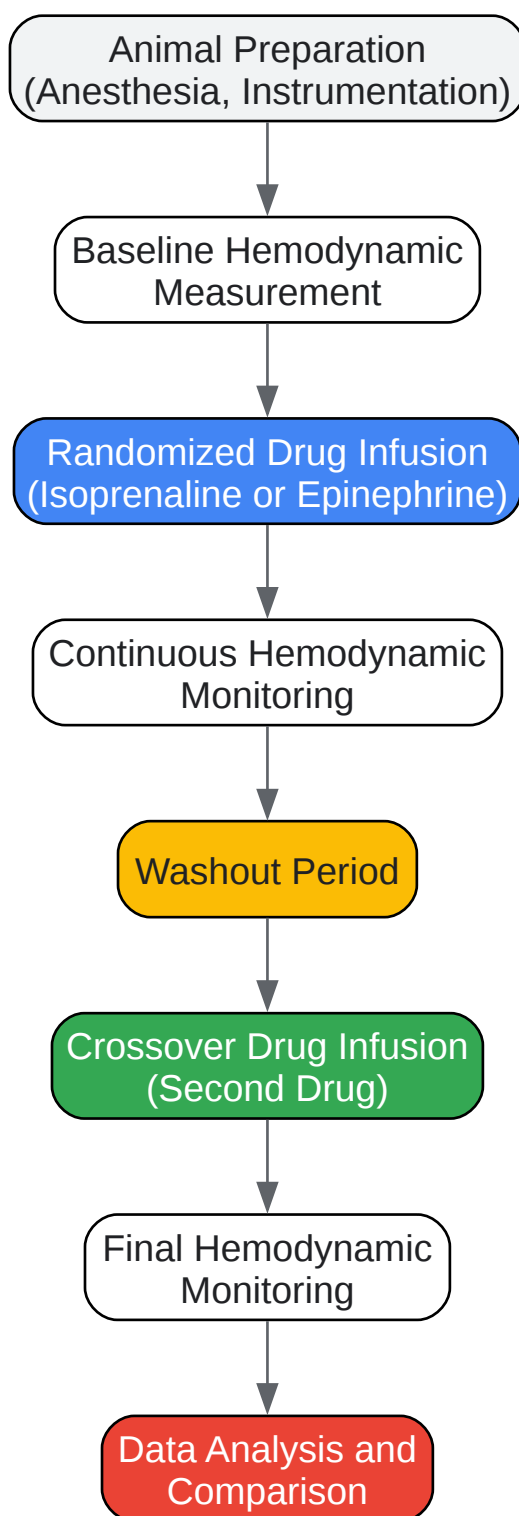 Animal Preparation
(Anesthesia, Instrumentation)
Baseline Hemodynamic
Measurement
Randomized Drug Infusion
(Isoprenaline or Epinephrine)
Continuous Hemodynamic
Monitoring
Washout Period
Crossover Drug Infusion
(Second Drug)
Final Hemodynamic
Monitoring
Data Analysis and
Comparison